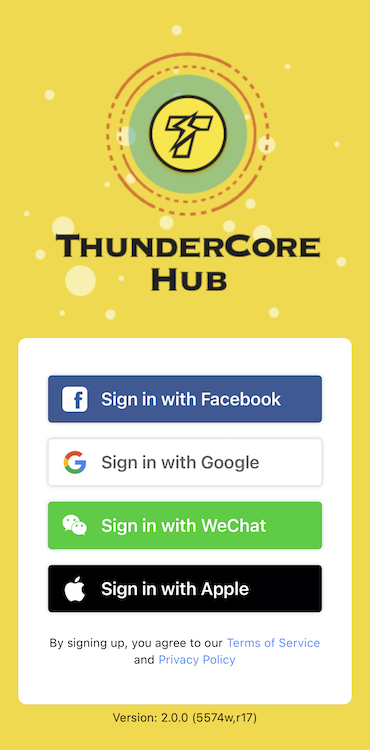 THUNDERCORE
HUB
Sign in with Facebook
Sign in with Google
Sign in with WeChat
Sign in with Apple
By signing up, you agree to our Terms of Service
and Privacy Policy
Version: 2.0.0 (5574w,r17)